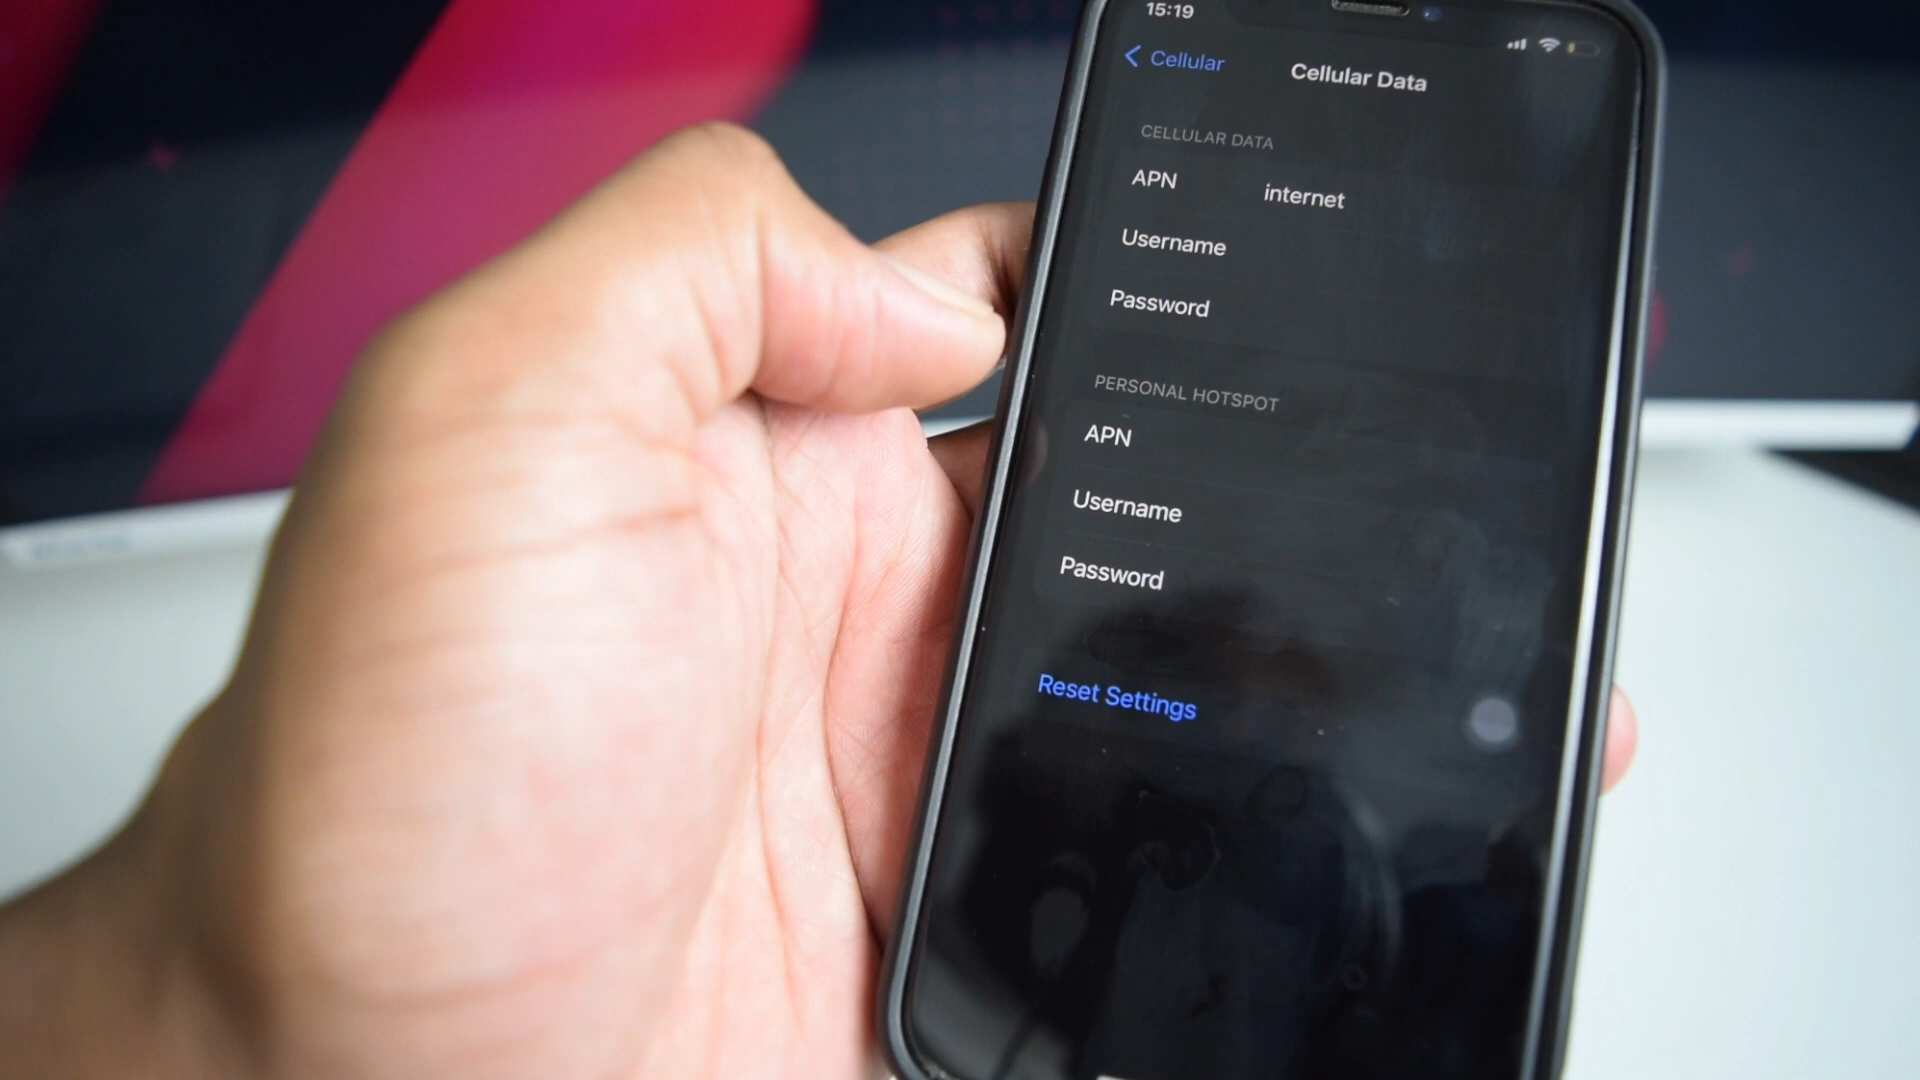 15:19
Cellular
Cellular Data
CELLULAR DATA
APN internet
Username
Password
PERSONAL HOTSPOT
APN
Username
Password
Reset Settings